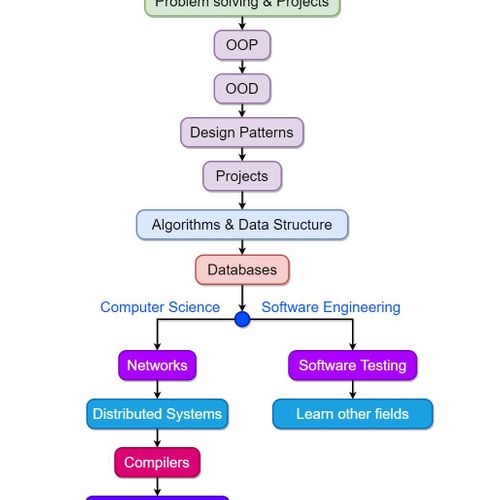 Problem solving & Projects
OOP
OOD
Design Patterns
Projects
Algorithms & Data Structure
Databases
Computer Science
Software Engineering
Networks
Software Testing
Distributed Systems
Learn other fields
Compilers